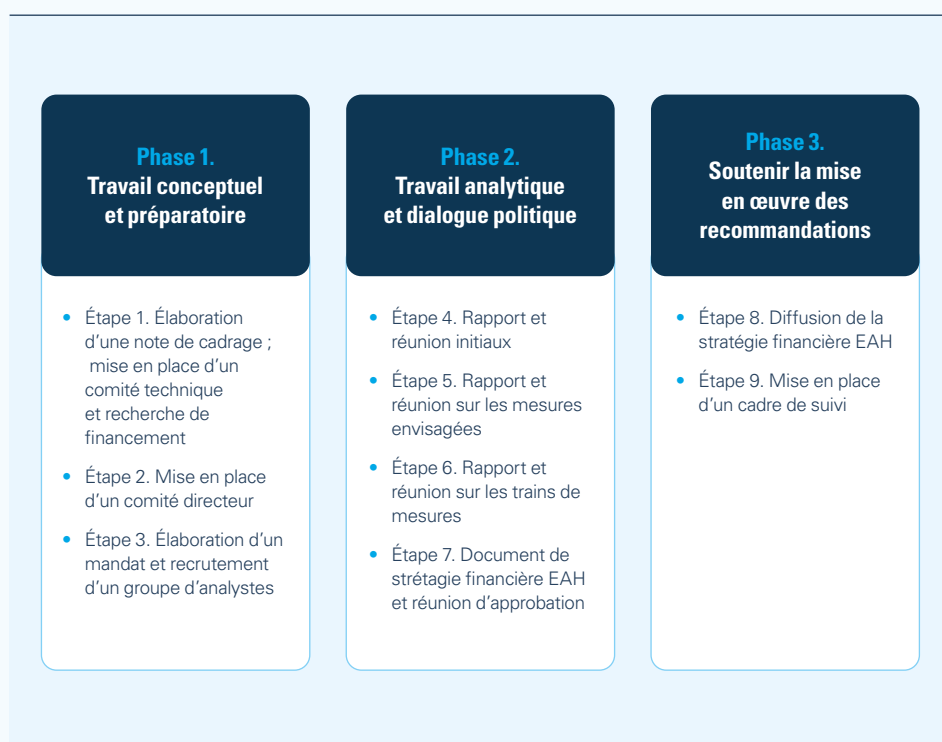 Phase 1.
Travail conceptuel
et préparatoire
• Étape 1. Élaboration
d’une note de cadrage ;
mise en place d’un
comité technique
et recherche de
financement
• Étape 2. Mise en place
d’un comité directeur
• Étape 3. Élaboration d’un
mandat et recrutement
d’un groupe d’analystes
Phase 2.
Travail analytique
et dialogue politique
• Étape 4. Rapport et
réunion initiaux
• Étape 5. Rapport et
réunion sur les mesures
envisagées
• Étape 6. Rapport et
réunion sur les trains de
mesures
• Étape 7. Document de
strétagie financière EAH
et réunion d’approbation
Phase 3.
Soutenir la mise
en œuvre des
recommandations
• Étape 8. Diffusion de la
stratégie financière EAH
• Étape 9. Mise en place
d’un cadre de suivi